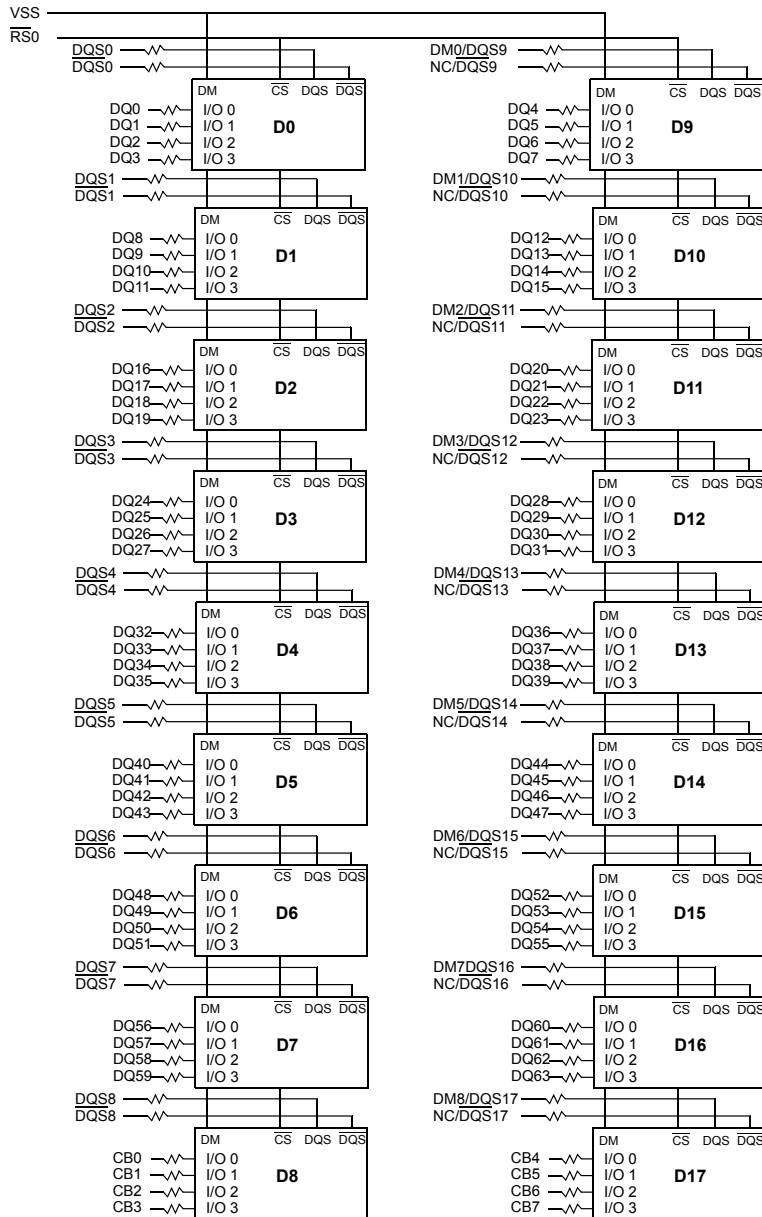 VSS
RS0
DQS0
DQS0
DM CS DQS DQS
DQ0 I/O 0
DQ1 I/O 1 D0
DQ2 I/O 2
DQ3 I/O 3
DQS1
DQS1
DM CS DQS DQS
DQ8 I/O 0
DQ9 I/O 1 D1
DQ10 I/O 2
DQ11 I/O 3
DQS2
DQS2
DM CS DQS DQS
DQ16 I/O 0
DQ17 I/O 1 D2
DQ18 I/O 2
DQ19 I/O 3
DQS3
DQS3
DM CS DQS DQS
DQ24 I/O 0
DQ25 I/O 1 D3
DQ26 I/O 2
DQ27 I/O 3
DQS4
DQS4
DM CS DQS DQS
DQ32 I/O 0
DQ33 I/O 1 D4
DQ34 I/O 2
DQ35 I/O 3
DQS5
DQS5
DM CS DQS DQS
DQ40 I/O 0
DQ41 I/O 1 D5
DQ42 I/O 2
DQ43 I/O 3
DQS6
DQS6
DM CS DQS DQS
DQ48 I/O 0
DQ49 I/O 1 D6
DQ50 I/O 2
DQ51 I/O 3
DQS7
DQS7
DM CS DQS DQS
DQ56 I/O 0
DQ57 I/O 1 D7
DQ58 I/O 2
DQ59 I/O 3
DQS8
DQS8
DM CS DQS DQS
CB0 I/O 0
CB1 I/O 1 D8
CB2 I/O 2
CB3 I/O 3
DM0/DQS9
NC/DQS9
DM CS DQS DQS
DQ4 I/O 0
DQ5 I/O 1 D9
DQ6 I/O 2
DQ7 I/O 3
DM1/DQS10
NC/DQS10
DM CS DQS DQS
DQ12 I/O 0
DQ13 I/O 1 D10
DQ14 I/O 2
DQ15 I/O 3
DM2/DQS11
NC/DQS11
DM CS DQS DQS
DQ20 I/O 0
DQ21 I/O 1 D11
DQ22 I/O 2
DQ23 I/O 3
DM3/DQS12
NC/DQS12
DM CS DQS DQS
DQ28 I/O 0
DQ29 I/O 1 D12
DQ30 I/O 2
DQ31 I/O 3
DM4/DQS13
NC/DQS13
DM CS DQS DQS
DQ36 I/O 0
DQ37 I/O 1 D13
DQ38 I/O 2
DQ39 I/O 3
DM5/DQS14
NC/DQS14
DM CS DQS DQS
DQ44 I/O 0
DQ45 I/O 1 D14
DQ46 I/O 2
DQ47 I/O 3
DM6/DQS15
NC/DQS15
DM CS DQS DQS
DQ52 I/O 0
DQ53 I/O 1 D15
DQ54 I/O 2
DQ55 I/O 3
DM7DQS16
NC/DQS16
DM CS DQS DQS
DQ60 I/O 0
DQ61 I/O 1 D16
DQ62 I/O 2
DQ63 I/O 3
DM8/DQS17
NC/DQS17
DM CS DQS DQS
CB4 I/O 0
CB5 I/O 1 D17
CB6 I/O 2
CB7 I/O 3